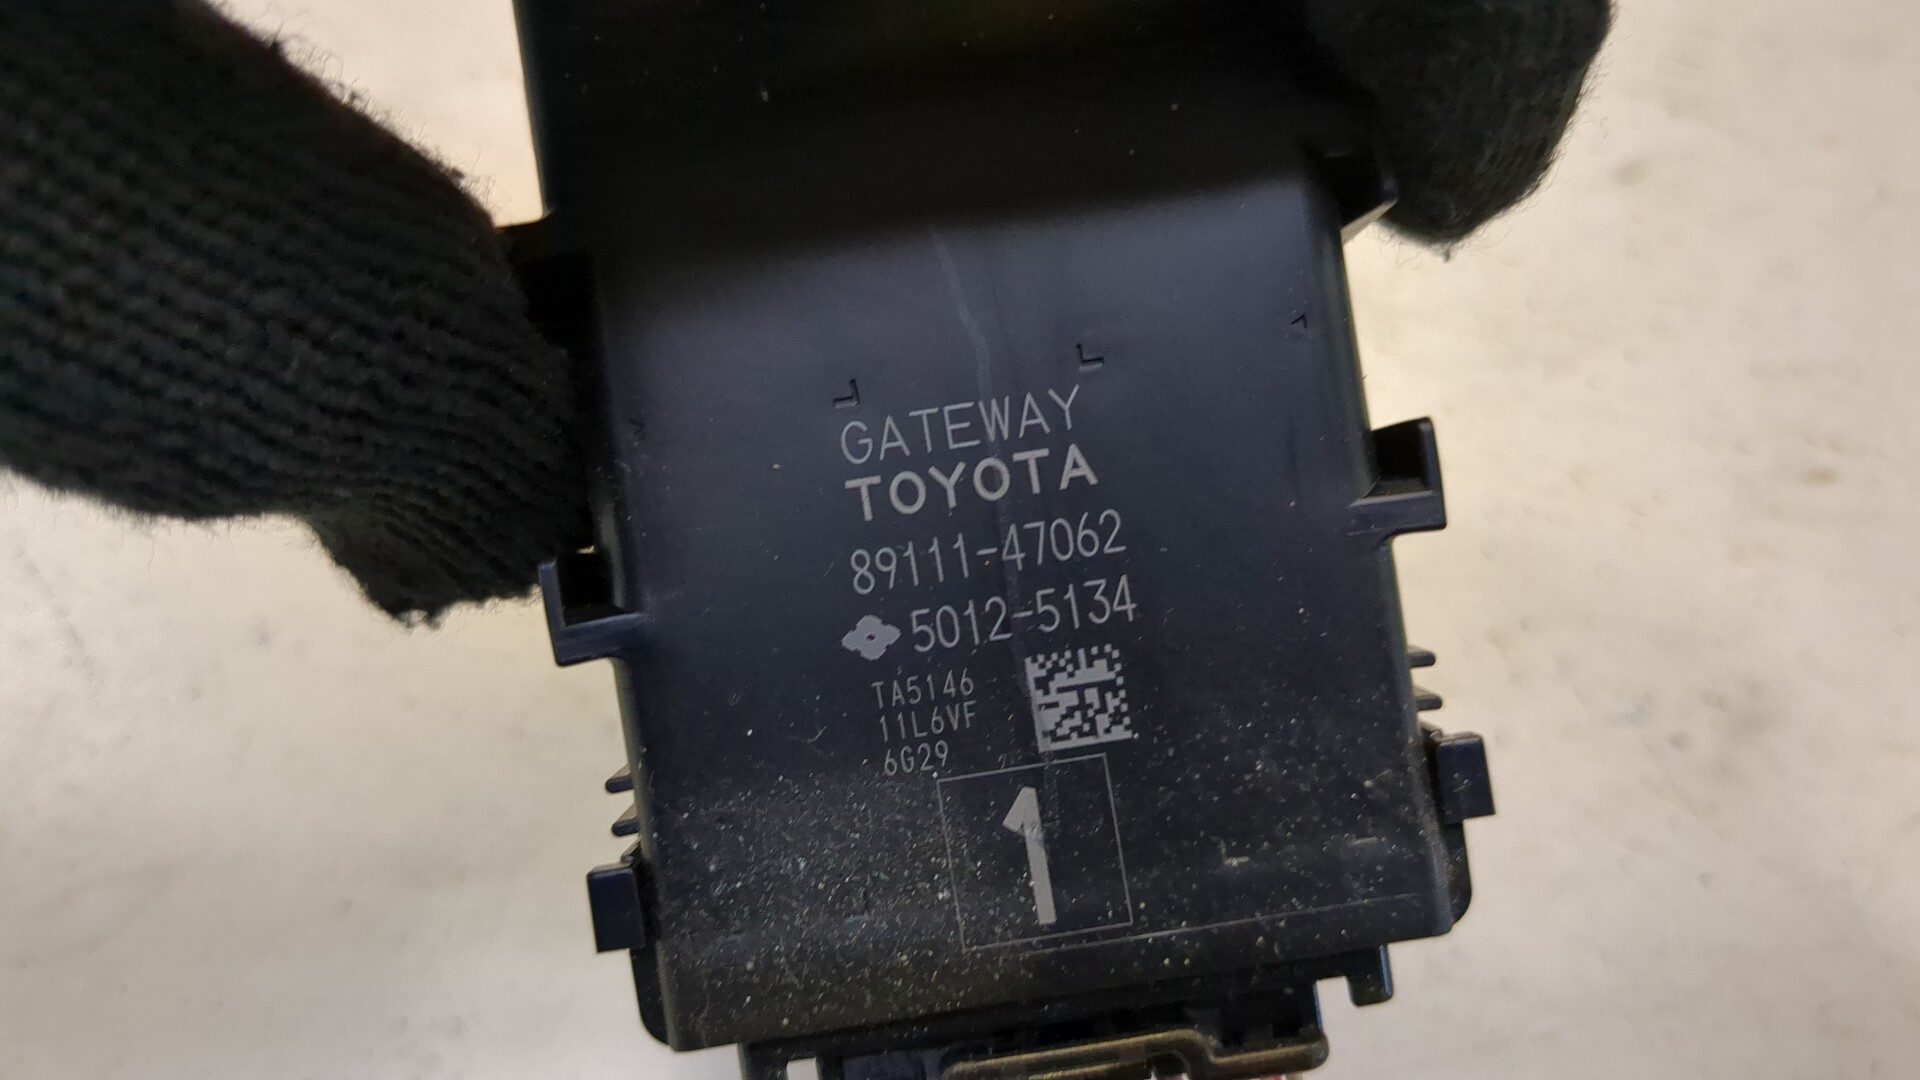 GATEWAY
TOYOTA
89111-47062
5012-5134
TA5146
11L6VF
6G29
1